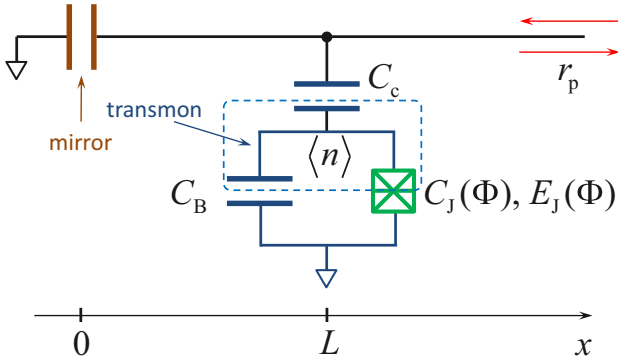 r_p
C_c
transmon
mirror
⟨n⟩
C_B
C_J(Φ), E_J(Φ)
0
L
x